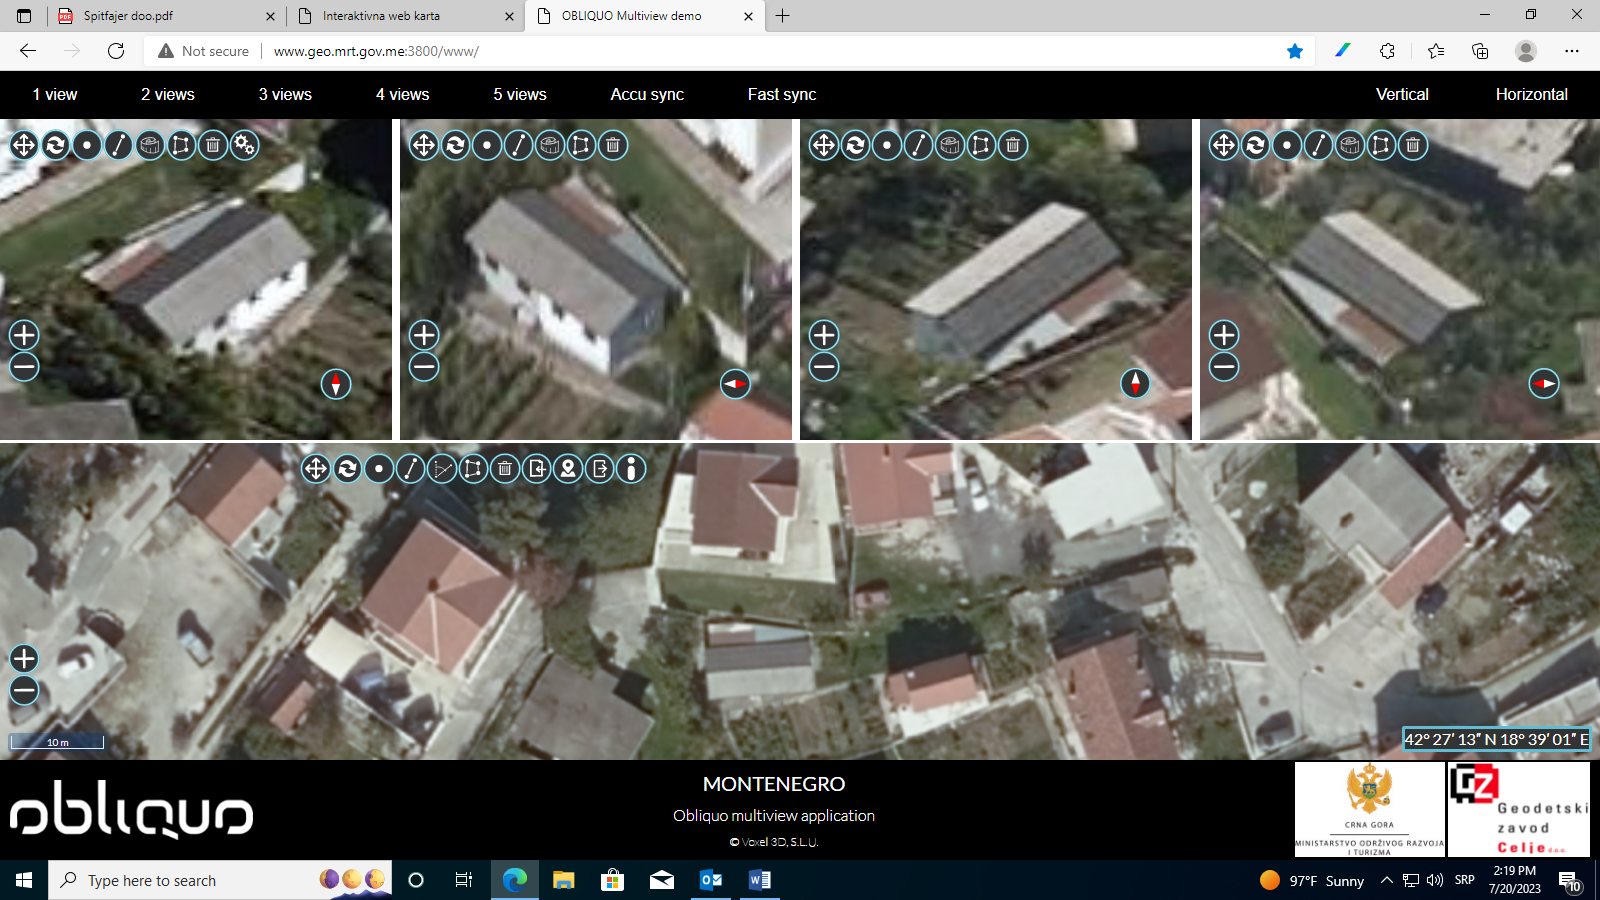 Spitfajer doo.pdf
Interaktivna web karta
OBLIQUO Multiview demo
Not secure
www.geo.mrt.gov.me:3800/www/
1 view
2 views
3 views
4 views
5 views
Accu sync
Fast sync
Vertical
Horizontal
10 m
42° 27′ 13″ N 18° 39′ 01″ E
obliquo
MONTENEGRO
Obliquo multiview application
© Voxel 3D, S.L.U.
CRNA GORA
MINISTARSTVO ODRŽIVOG RAZVOJA
I TURIZMA
GZ
Geodetski
zavod
Celje d.o.o.
Type here to search
97°F Sunny
SRP
2:19 PM
7/20/2023
10